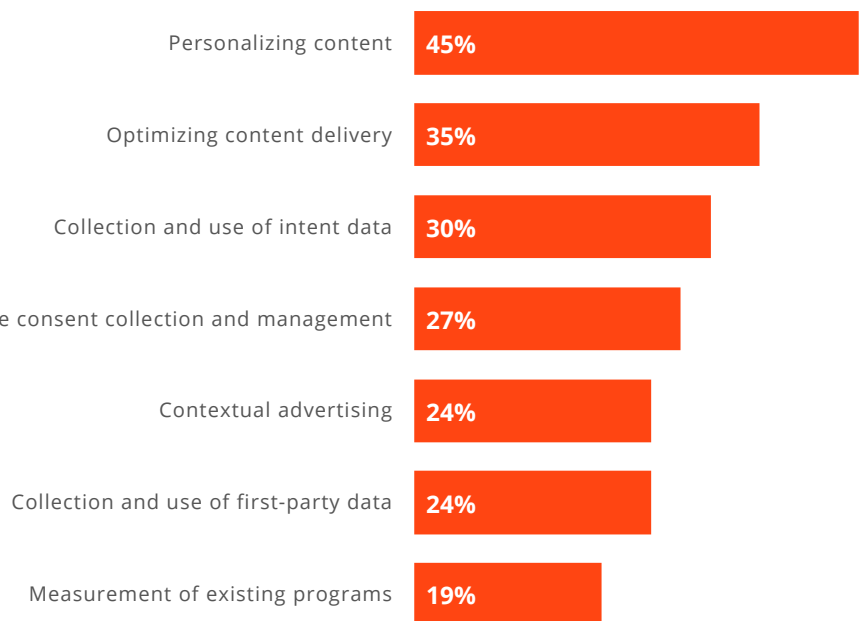 Personalizing content 45%
Optimizing content delivery 35%
Collection and use of intent data 30%
consent collection and management 27%
Contextual advertising 24%
Collection and use of first-party data 24%
Measurement of existing programs 19%